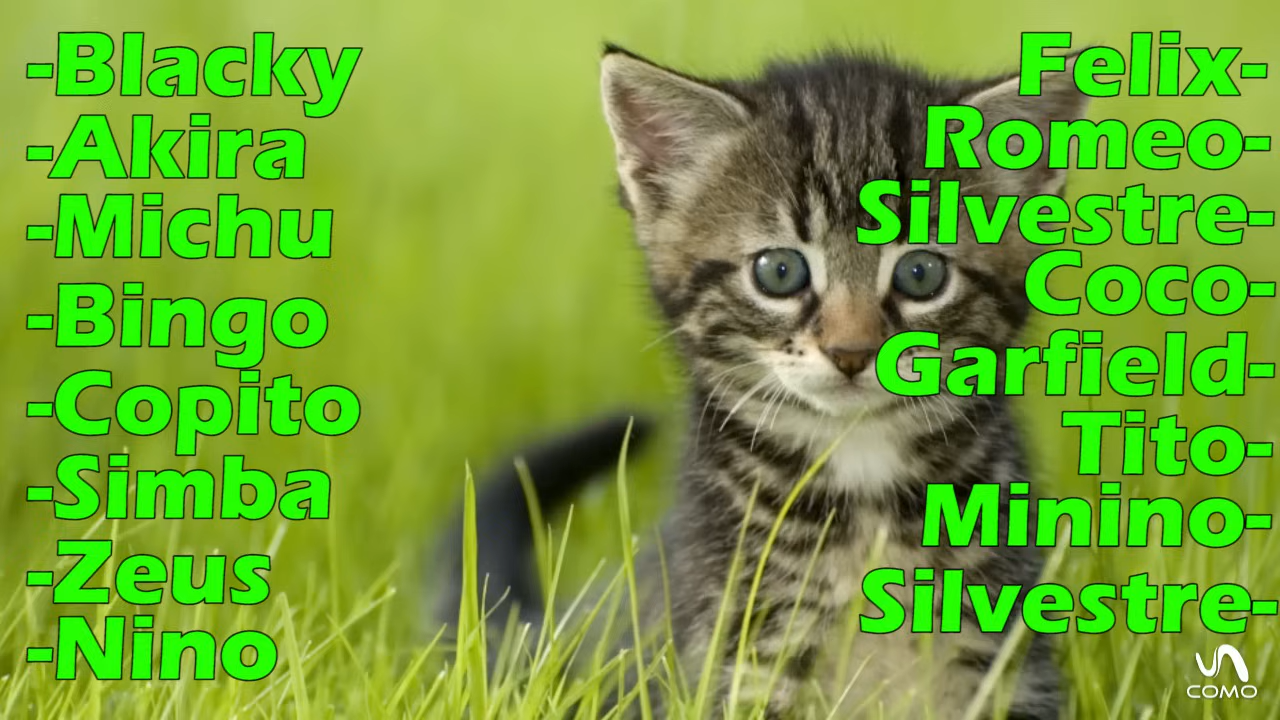 -Blacky
-Akira
-Michu
-Bingo
-Copito
-Simba
-Zeus
-Nino
Felix-
Romeo-
Silvestre-
Coco-
Garfield-
Tito-
Minino-
Silvestre-
COMO